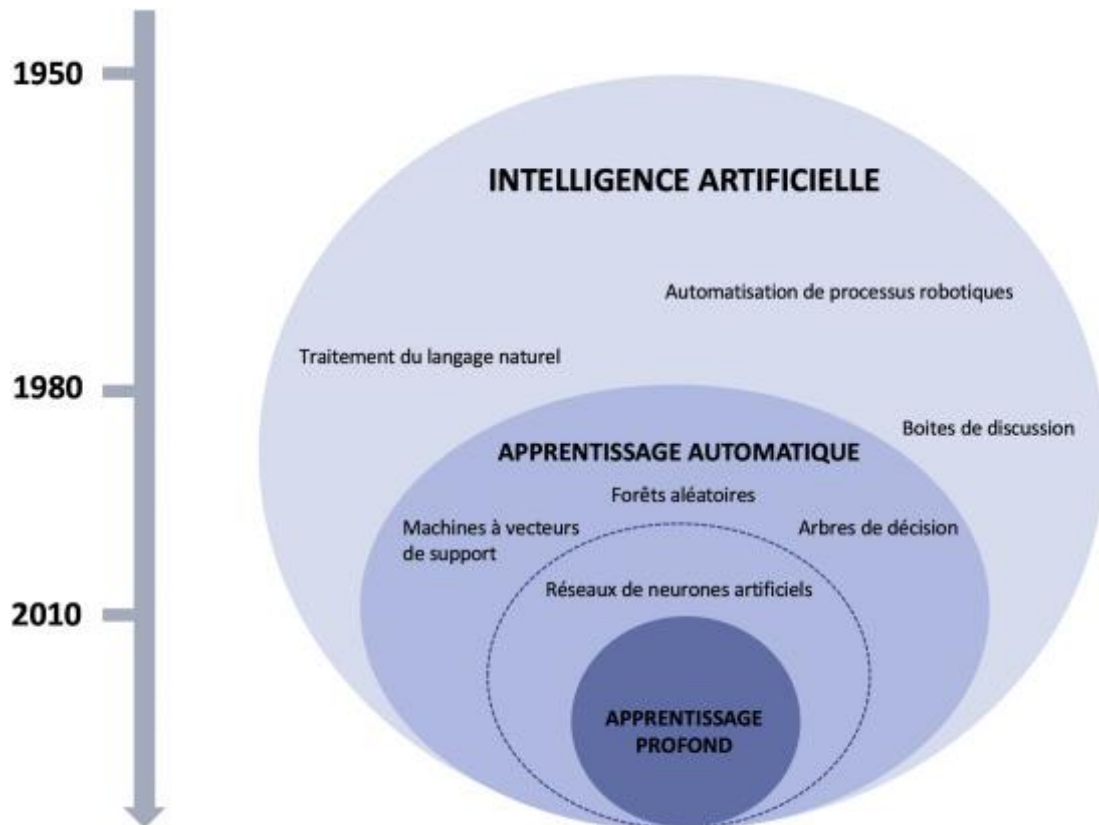 1950
INTELLIGENCE ARTIFICIELLE
Automatisation de processus robotiques
Traitement du langage naturel
1980
Boites de discussion
APPRENTISSAGE AUTOMATIQUE
Forêts aléatoires
Machines à vecteurs
de support
Arbres de décision
Réseaux de neurones artificiels
2010
APPRENTISSAGE
PROFOND